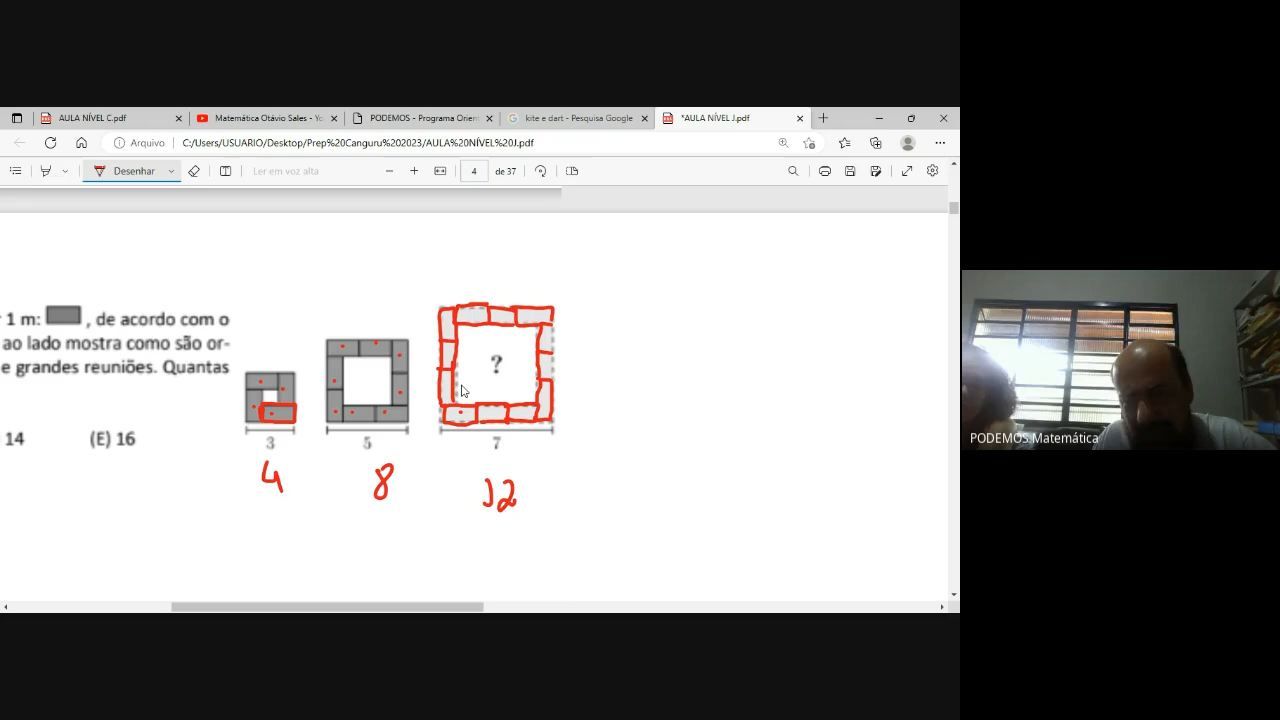 AULA NÍVEL C.pdf
Matemática Otávio Sales - Yo
PODEMOS - Programa Orien
kite e dart - Pesquisa Google
*AULA NÍVEL J.pdf
Arquivo
C:/Users/USUARIO/Desktop/Prep%20Canguru%202023/AULA%20NÍVEL%20J.pdf
Desenhar
Ler em voz alta
4
de 37
r 1 m: , de acordo com o
ao lado mostra como são or-
e grandes reuniões. Quantas
14
(E) 16
?
3
5
7
4
8
12
PODEMOS Matemática